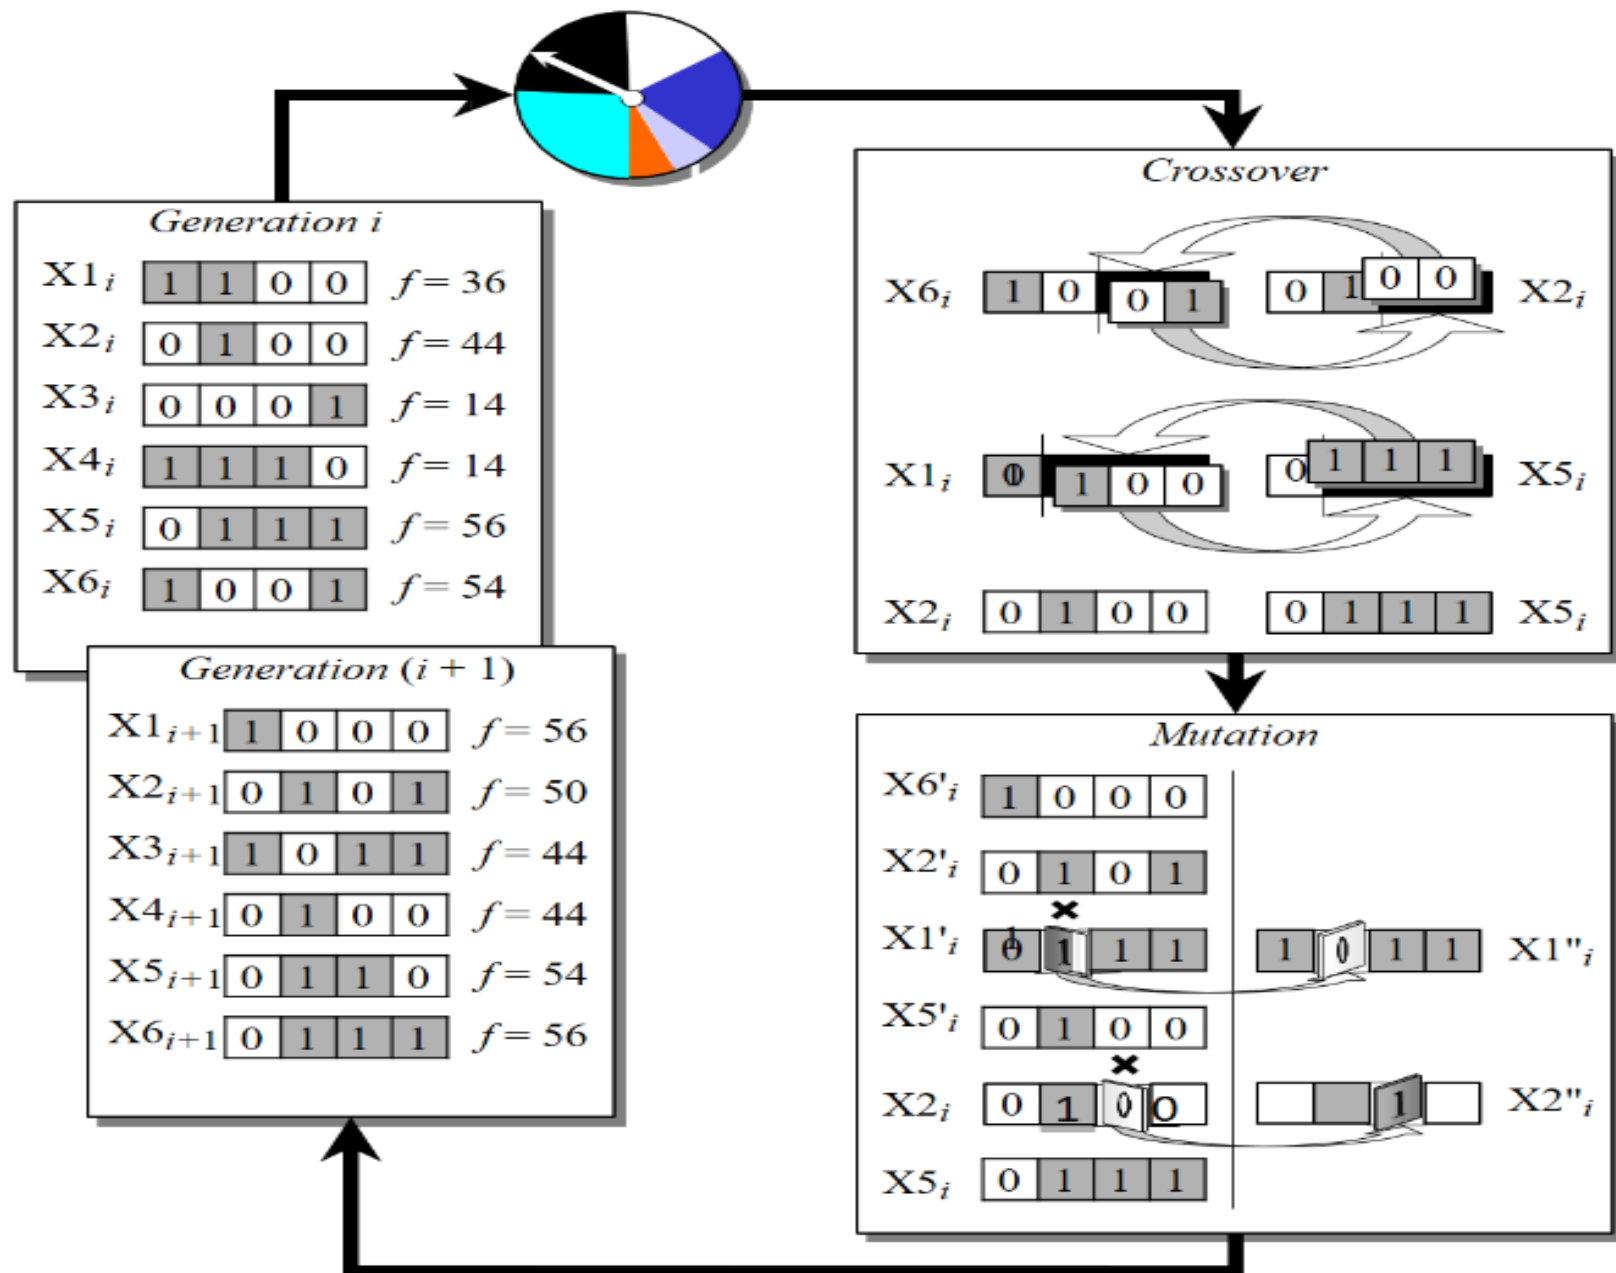 Generation i
X1i 1 1 0 0 f = 36
X2i 0 1 0 0 f = 44
X3i 0 0 0 1 f = 14
X4i 1 1 1 0 f = 14
X5i 0 1 1 1 f = 56
X6i 1 0 0 1 f = 54
Generation (i + 1)
X1i+1 1 0 0 0 f = 56
X2i+1 0 1 0 1 f = 50
X3i+1 1 0 1 1 f = 44
X4i+1 0 1 0 0 f = 44
X5i+1 0 1 1 0 f = 54
X6i+1 0 1 1 1 f = 56
Crossover
X6i 1 0 0 1 0 1 0 0 X2i
X1i 1 0 0 0 1 1 1 X5i
X2i 0 1 0 0 0 1 1 1 X5i
Mutation
X6'i 1 0 0 0
X2'i 0 1 0 1
X1'i 1 1 1 1 0 1 1 X1"i
X5'i 0 1 0 0
X2i 0 1 0 0 1 X2"i
X5i 0 1 1 1